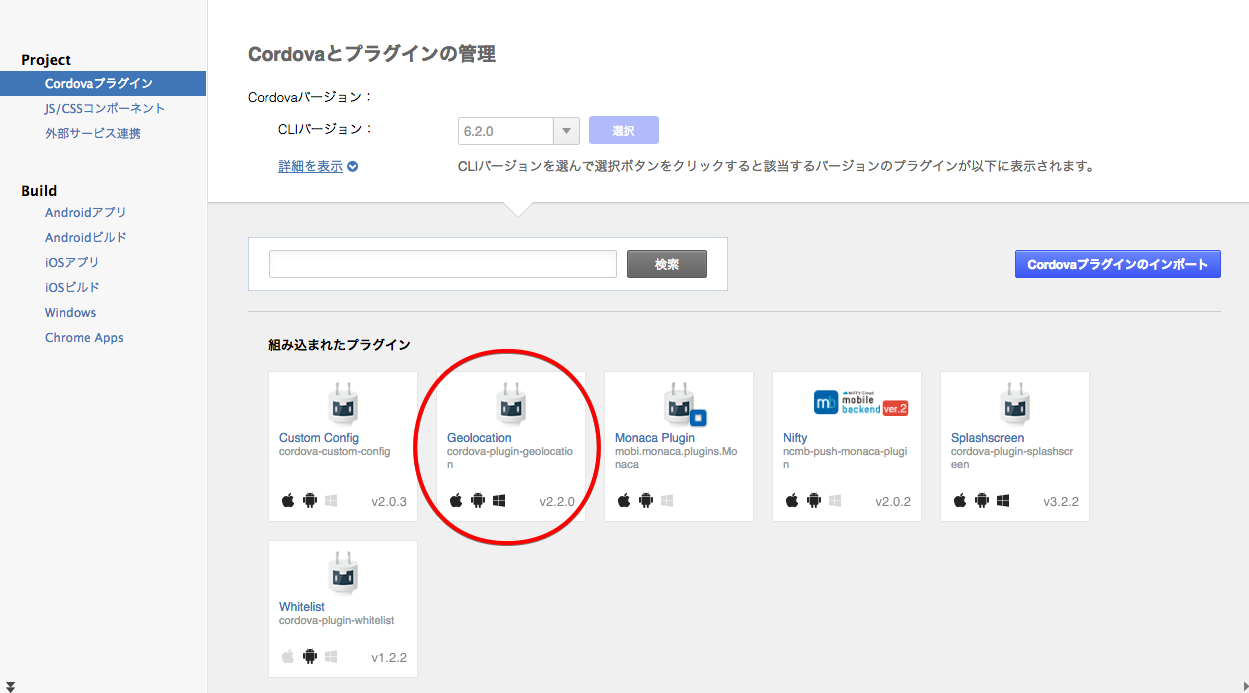 Project
Cordovaプラグイン
JS/CSSコンポーネント
外部サービス連携
Build
Androidアプリ
Androidビルド
iOSアプリ
iOSビルド
Windows
Chrome Apps
Cordovaとプラグインの管理
Cordovaバージョン：
CLIバージョン：
6.2.0
選択
詳細を表示
CLIバージョンを選んで選択ボタンをクリックすると該当するバージョンのプラグインが以下に表示されます。
検索
Cordovaプラグインのインポート
組み込まれたプラグイン
Custom Config
cordova-custom-config
v2.0.3
Geolocation
cordova-plugin-geolocatio
n
v2.2.0
Monaca Plugin
mobi.monaca.plugins.Mo
naca
mb
NIFTY Cloud
mobile
backend
ver.2
Nifty
ncmb-push-monaca-plugi
n
v2.0.2
Splashscreen
cordova-plugin-splashscr
een
v3.2.2
Whitelist
cordova-plugin-whitelist
v1.2.2